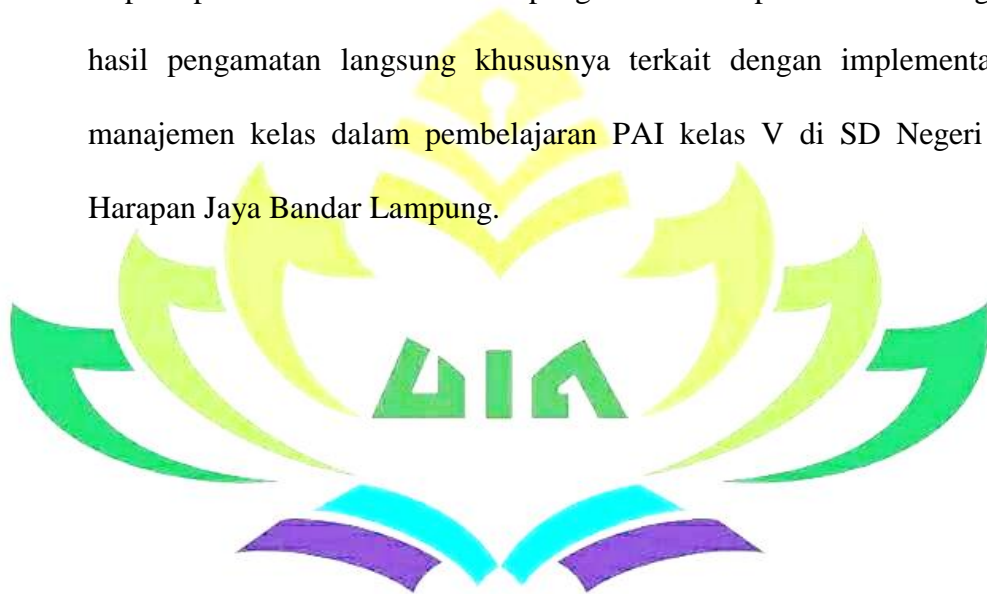 hasil pengamatan langsung khususnya terkait dengan implementa
manajemen kelas dalam pembelajaran PAI kelas V di SD Negeri
Harapan Jaya Bandar Lampung.
UIN